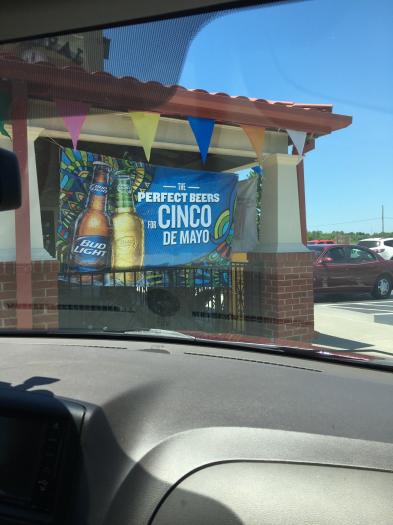 THE
PERFECT BEERS
FOR CINCO
DE MAYO
BUD
LIGHT